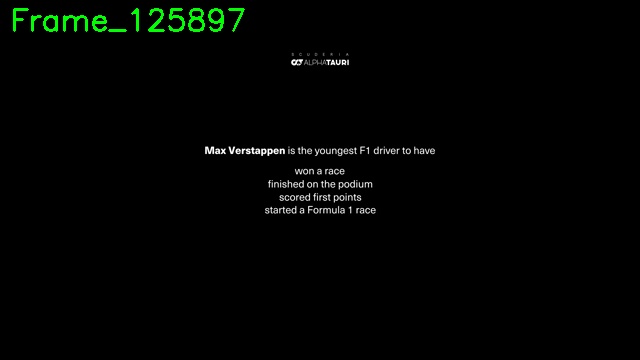 Frame_125897
SCUDERIA
ALPHATAURI
Max Verstappen is the youngest F1 driver to have
won a race
finished on the podium
scored first points
started a Formula 1 race